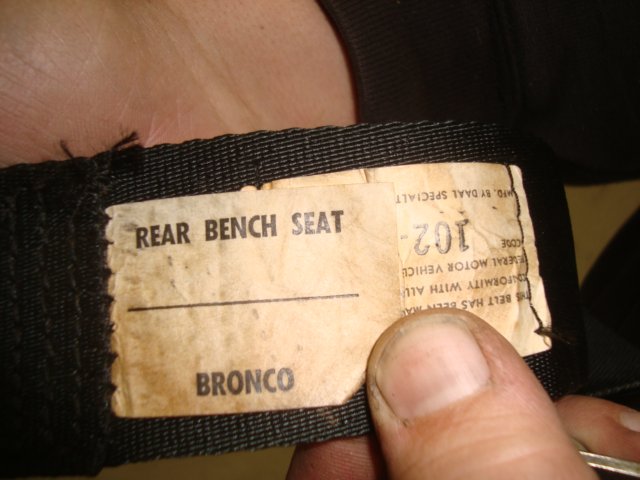 REAR BENCH SEAT
BRONCO
THIS BELT HAS BEEN
CONFORMITY WITH ALL
FEDERAL MOTOR VEHICLE
CODE 102-
MFD. BY DAAL SPECIALT